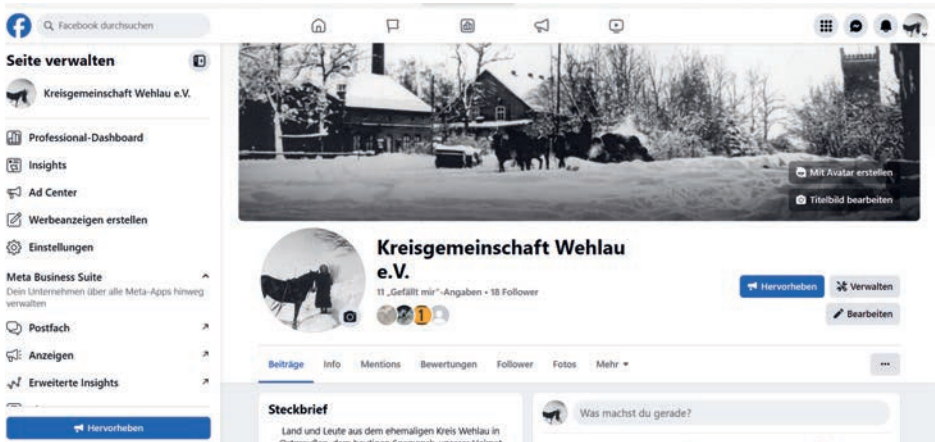 Facebook durchsuchen
Seite verwalten
Kreisgemeinschaft Wehlau e.V.
Professional-Dashboard
Insights
Ad Center
Werbeanzeigen erstellen
Einstellungen
Meta Business Suite
Dein Unternehmen über alle Meta-Apps hinweg
verwalten
Postfach
Anzeigen
Erweiterte Insights
Hervorheben
Mit Avatar erstellen
Titelbild bearbeiten
Kreisgemeinschaft Wehlau
e.V.
11 „Gefällt mir“-Angaben • 18 Follower
1
Hervorheben
Verwalten
Bearbeiten
Beiträge Info Mentions Bewertungen Follower Fotos Mehr
Steckbrief
Land und Leute aus dem ehemaligen Kreis Wehlau in
Was machst du gerade?